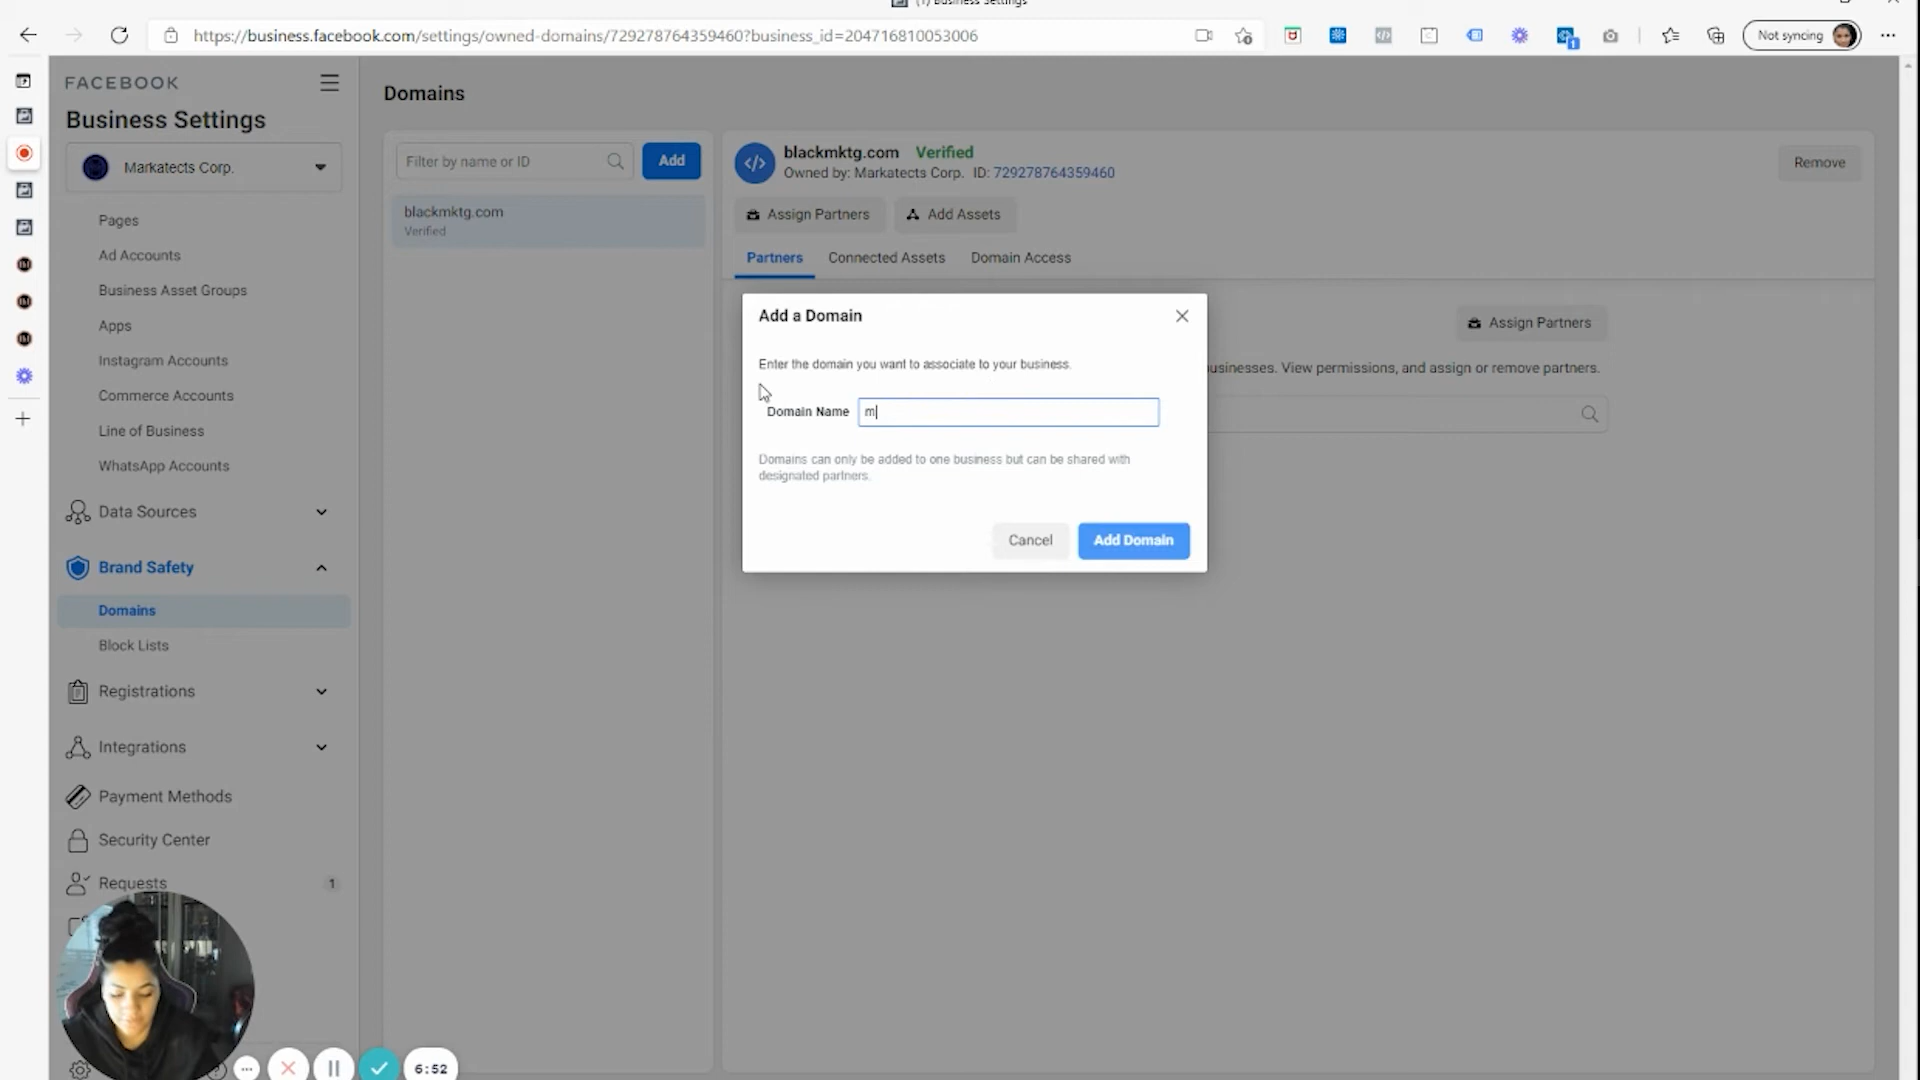 (1) Business Settings
https://business.facebook.com/settings/owned-domains/729278764359460?business_id=204716810053006
Not syncing
1
FACEBOOK
Business Settings
Markatects Corp.
Pages
Ad Accounts
Business Asset Groups
Apps
Instagram Accounts
Commerce Accounts
Line of Business
WhatsApp Accounts
Data Sources
Brand Safety
Domains
Block Lists
Registrations
Integrations
Payment Methods
Security Center
Requests 1
6:52
Domains
Filter by name or ID
Add
blackmktg.com
Verified
blackmktg.com Verified
Owned by: Markatects Corp. ID: 729278764359460
Remove
Assign Partners
Add Assets
Partners
Connected Assets
Domain Access
Assign Partners
usinesses. View permissions, and assign or remove partners.
Add a Domain
Enter the domain you want to associate to your business.
Domain Name m
Domains can only be added to one business but can be shared with
designated partners.
Cancel
Add Domain